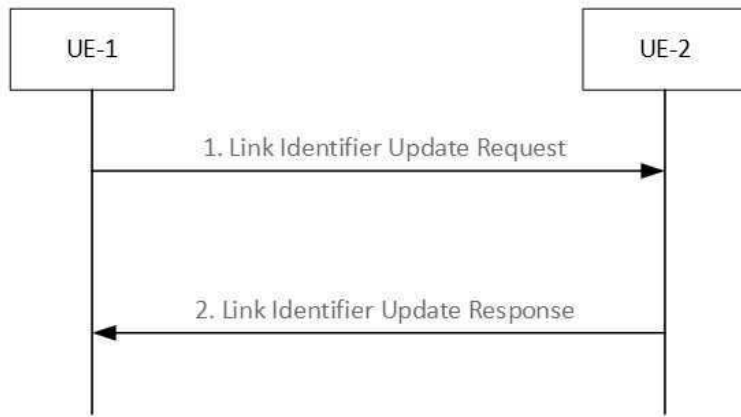 UE-1
UE-2
1. Link Identifier Update Request
2. Link Identifier Update Response